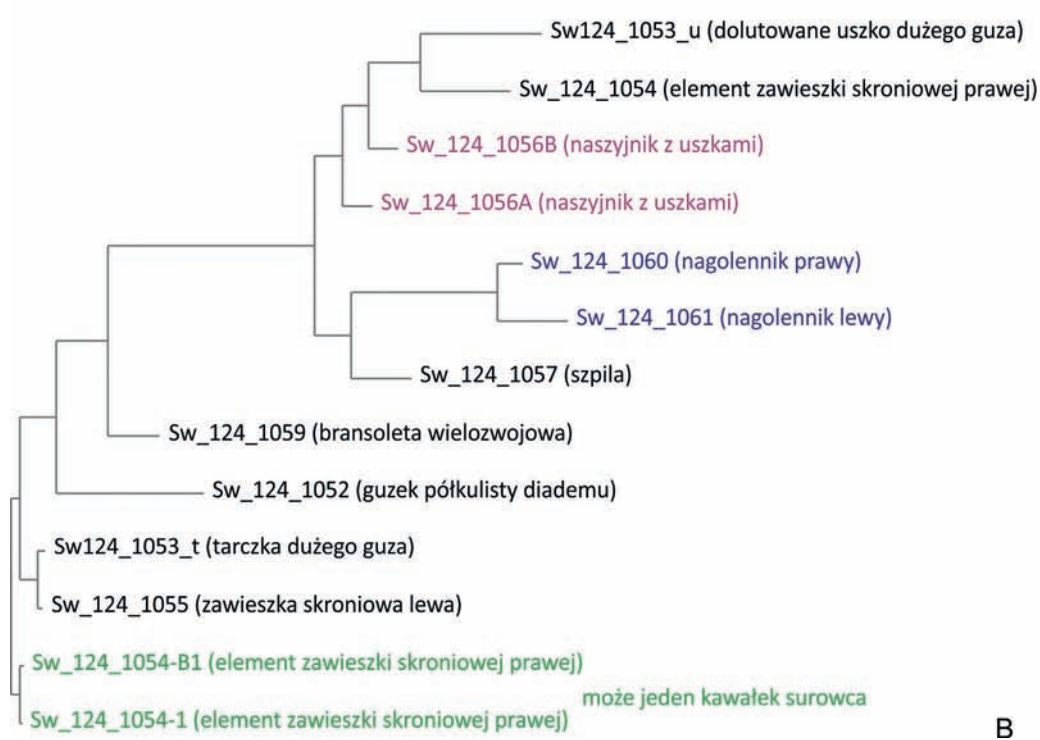 Sw124_1053_u (dolutowane uszko dużego guza)
Sw_124_1054 (element zawieszki skroniowej prawej)
Sw_124_1056B (naszyjnik z uszkami)
Sw_124_1056A (naszyjnik z uszkami)
Sw_124_1060 (nagolennik prawy)
Sw_124_1061 (nagolennik lewy)
Sw_124_1057 (szpila)
Sw_124_1059 (bransoleta wielozwojowa)
Sw_124_1052 (guzek półkulisty diademu)
Sw124_1053_t (tarczka dużego guza)
Sw_124_1055 (zawieszka skroniowa lewa)
Sw_124_1054-B1 (element zawieszki skroniowej prawej)
może jeden kawałek surowca
Sw_124_1054-1 (element zawieszki skroniowej prawej)
B